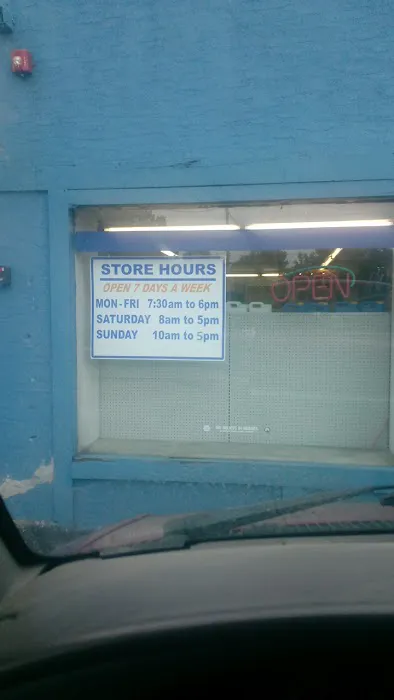 STORE HOURS
OPEN 7 DAYS A WEEK
MON-FRI 7:30am to 6pm
SATURDAY 8am to 5pm
SUNDAY 10am to 5pm
OPEN